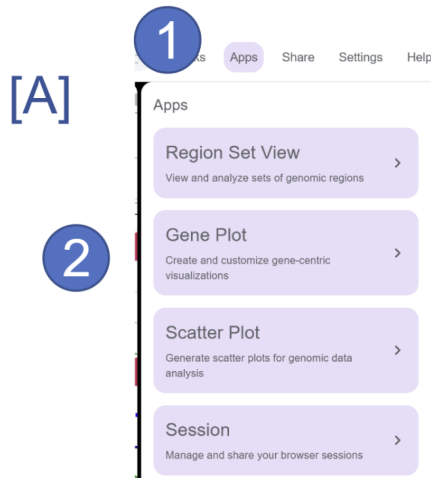 1
Apps Share Settings Help
[A]
Apps
Region Set View
View and analyze sets of genomic regions
2
Gene Plot
Create and customize gene-centric
visualizations
Scatter Plot
Generate scatter plots for genomic data
analysis
Session
Manage and share your browser sessions